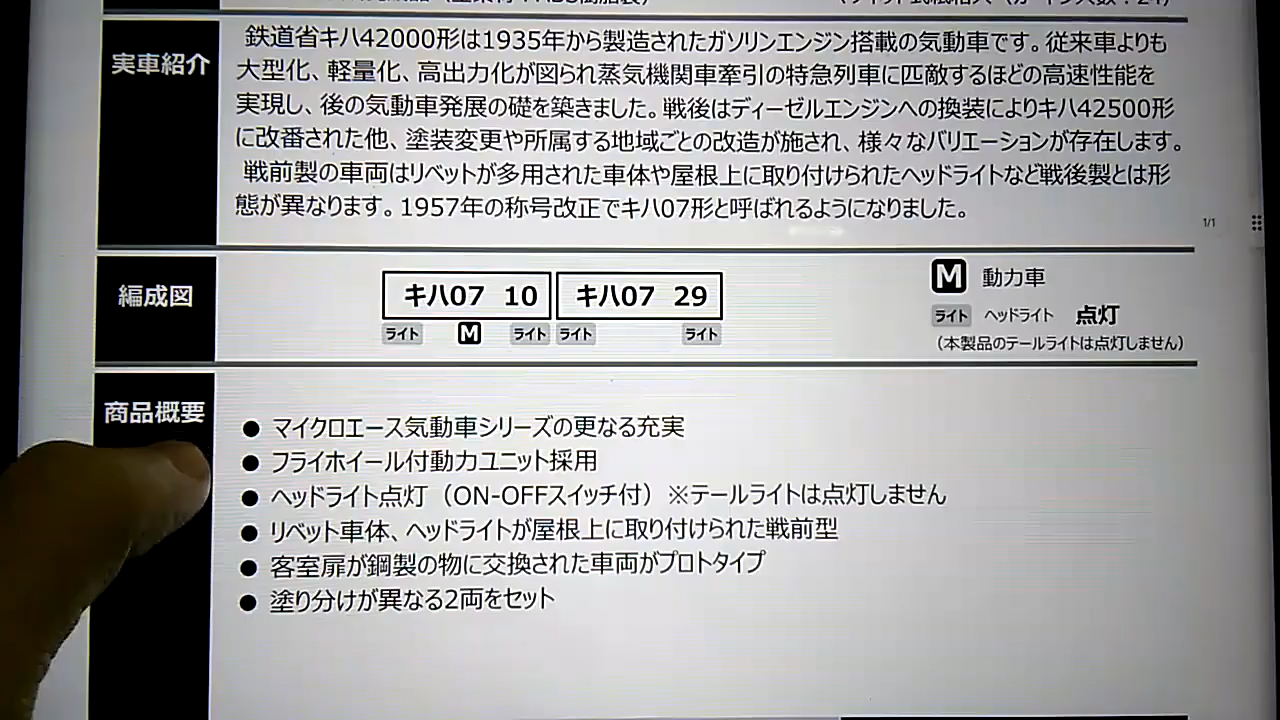 実車紹介
鉄道省キハ42000形は1935年から製造されたガソリンエンジン搭載の気動車です。従来車よりも
大型化、軽量化、高出力化が図られ蒸気機関車牽引の特急列車に匹敵するほどの高速性能を
実現し、後の気動車発展の礎を築きました。戦後はディーゼルエンジンへの換装によりキハ42500形
に改番された他、塗装変更や所属する地域ごとの改造が施され、様々なバリエーションが存在します。
戦前製の車両はリベットが多用された車体や屋根上に取り付けられたヘッドライトなど戦後製とは形
態が異なります。1957年の称号改正でキハ07形と呼ばれるようになりました。
1/1
編成図
キハ07 10 キハ07 29
ライト M ライト ライト ライト
M 動力車
ライト ヘッドライト 点灯
（本製品のテールライトは点灯しません）
商品概要
● マイクロエース気動車シリーズの更なる充実
● フライホイール付動力ユニット採用
● ヘッドライト点灯（ON-OFFスイッチ付）※テールライトは点灯しません
● リベット車体、ヘッドライトが屋根上に取り付けられた戦前型
● 客室扉が鋼製の物に交換された車両がプロトタイプ
● 塗り分けが異なる2両をセット